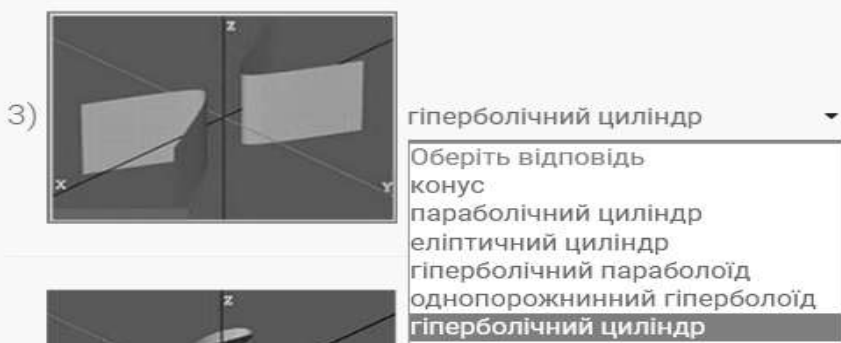 z
3)
x
Y
гіперболічний циліндр
Оберіть відповідь
конус
параболічний циліндр
еліптичний циліндр
гіперболічний параболоїд
однопорожнинний гіперболоїд
гіперболічний циліндр
z